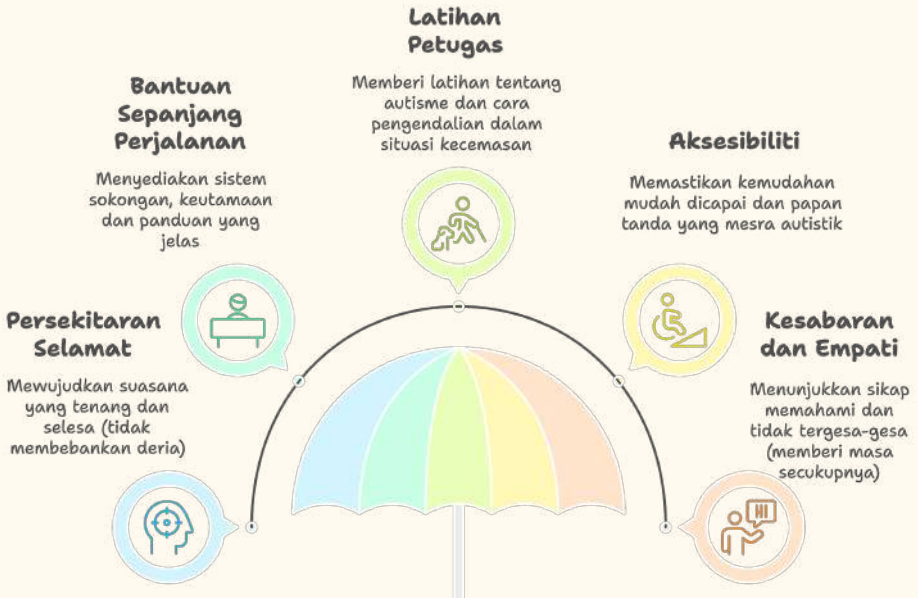 Persekitaran
Selamat
Mewujudkan suasana
yang tenang dan
selesa (tidak
membebankan deria)
Bantuan
Sepanjang
Perjalanan
Menyediakan sistem
sokongan, keutamaan
dan panduan yang
jelas
Latihan
Petugas
Memberi latihan tentang
autisme dan cara
pengendalian dalam
situasi kecemasan
Aksesibiliti
Memastikan kemudahan
mudah dicapai dan papan
tanda yang mesra autistik
Kesabaran
dan Empati
Menunjukkan sikap
memahami dan
tidak tergesa-gesa
(memberi masa
secukupnya)
HI